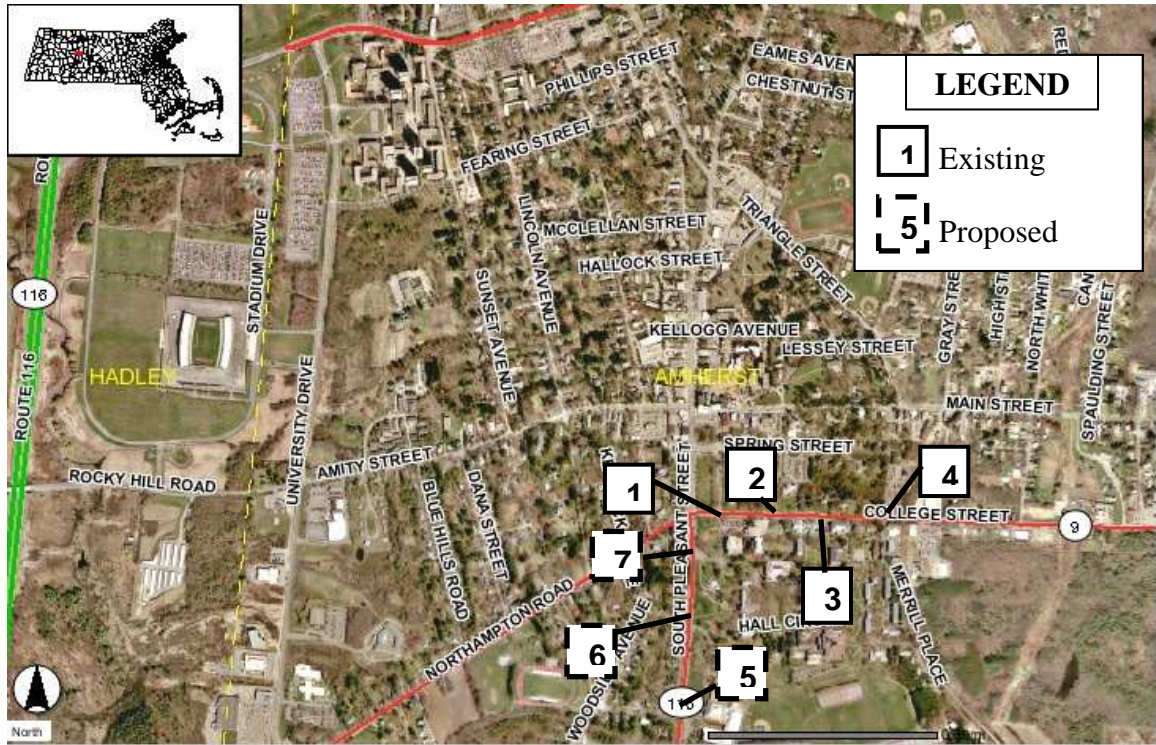 LEGEND
1 Existing
5 Proposed
EAMES AVEN
CHESTNUT ST
PHILLIPS STREET
FEARING STREET
LINCOLN AVENUE
MCCLELLAN STREET
HALLOCK STREET
TRIANGLE STREET
SUNSET AVENUE
STADIUM DRIVE
116
ROUTE 116
HADLEY
UNIVERSITY DRIVE
KELLOGG AVENUE
LESSEY STREET
GRAY STRE
HIGH ST
NORTH WHIT
CAN
SPAULDING STREET
AMHERST
MAIN STREET
SPRING STREET
AMITY STREET
ROCKY HILL ROAD
BLUE HILLS ROAD
DANA STREET
SOUTH PLEASANT STREET
1
2
4
COLLEGE STREET
9
7
3
NORTHAMPTON ROAD
MERRILL PLACE
HALL CI
6
5
North